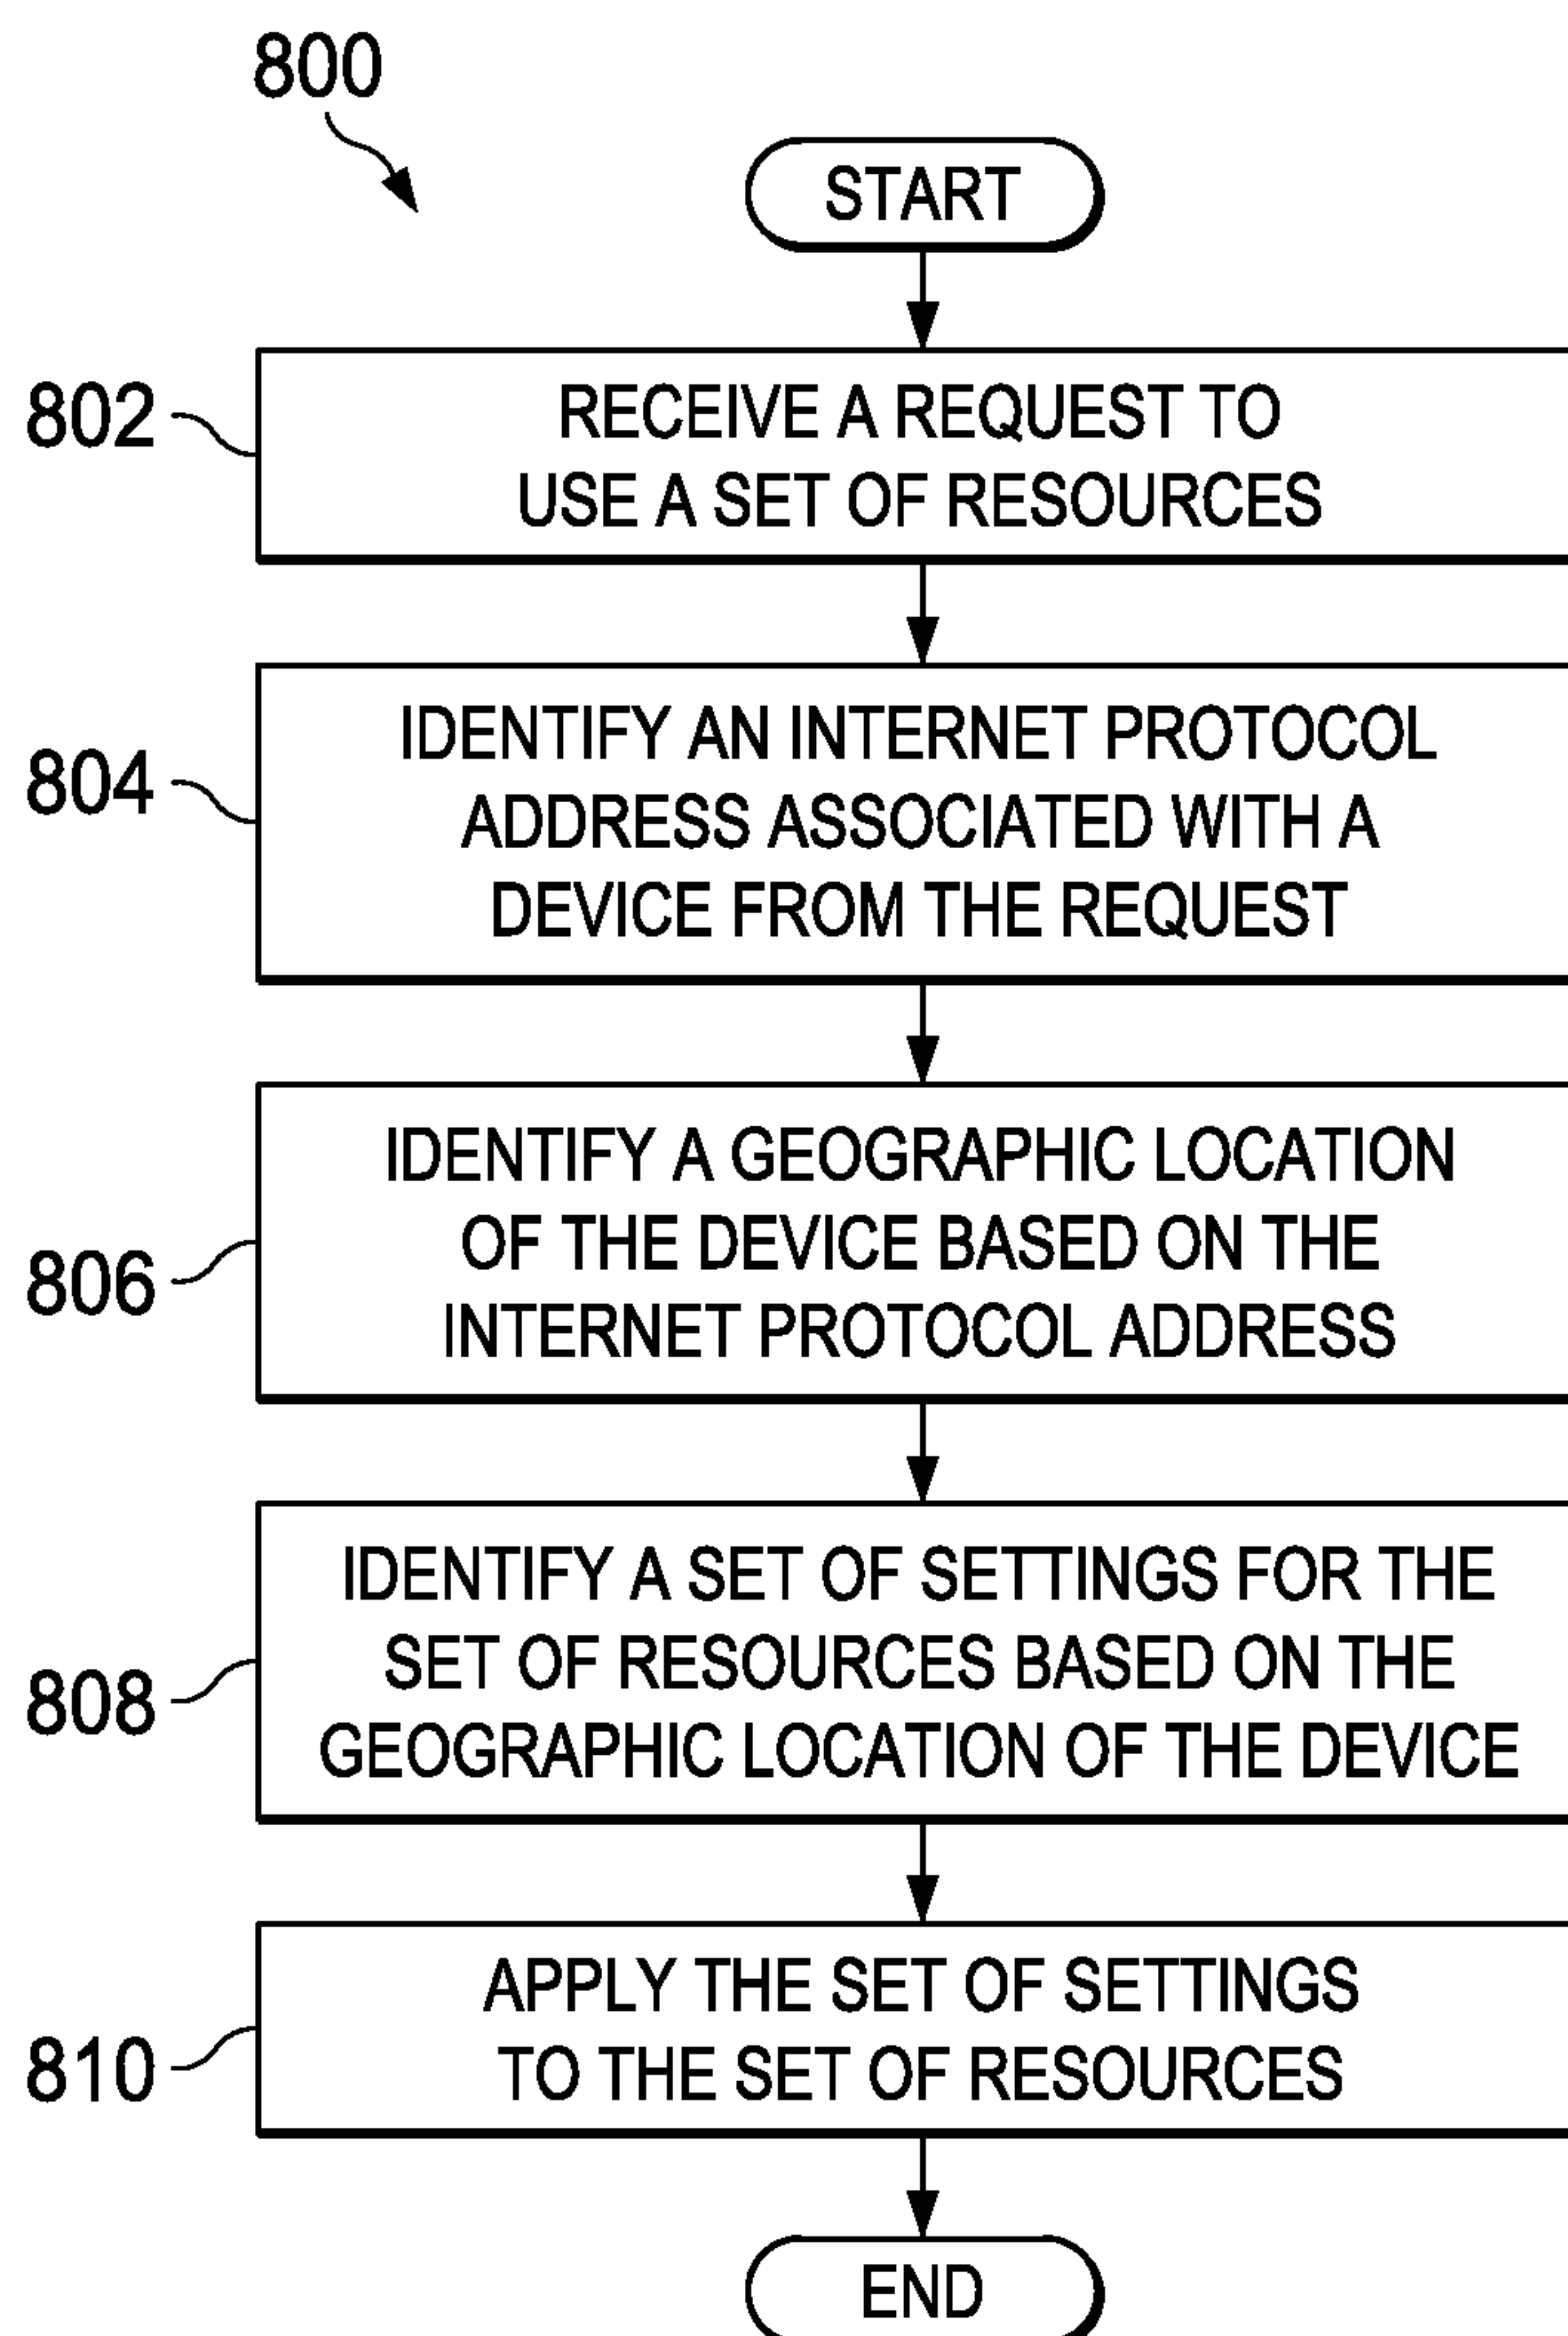 800
START
802
RECEIVE A REQUEST TO
USE A SET OF RESOURCES
804
IDENTIFY AN INTERNET PROTOCOL
ADDRESS ASSOCIATED WITH A
DEVICE FROM THE REQUEST
806
IDENTIFY A GEOGRAPHIC LOCATION
OF THE DEVICE BASED ON THE
INTERNET PROTOCOL ADDRESS
808
IDENTIFY A SET OF SETTINGS FOR THE
SET OF RESOURCES BASED ON THE
GEOGRAPHIC LOCATION OF THE DEVICE
810
APPLY THE SET OF SETTINGS
TO THE SET OF RESOURCES
END